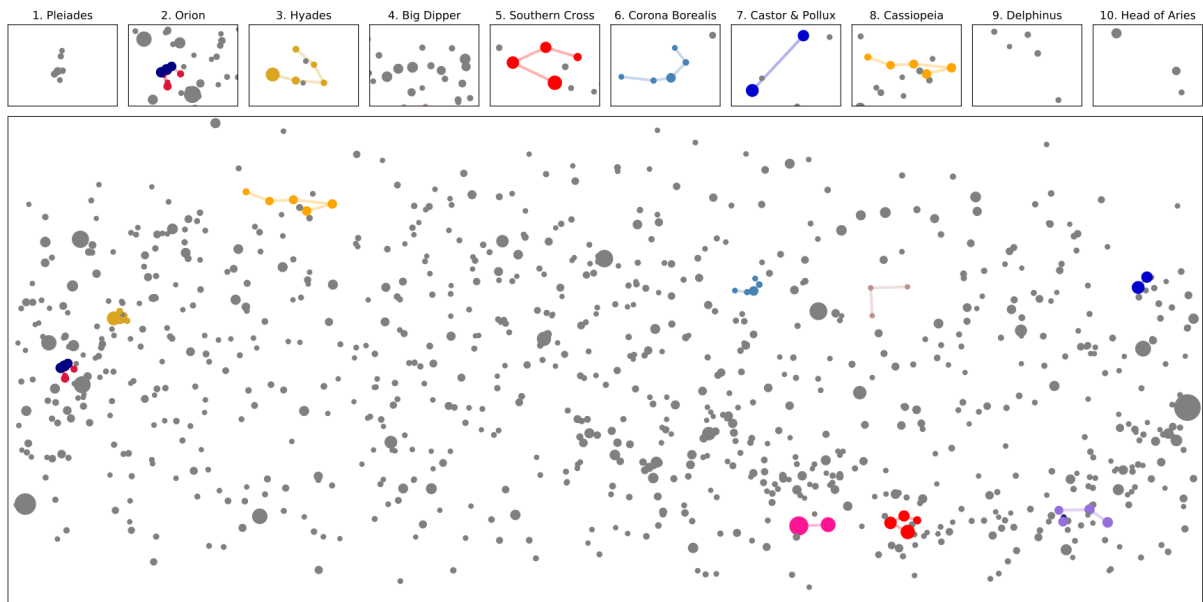 1. Pleiades
2. Orion
3. Hyades
4. Big Dipper
5. Southern Cross
6. Corona Borealis
7. Castor & Pollux
8. Cassiopeia
9. Delphinus
10. Head of Aries